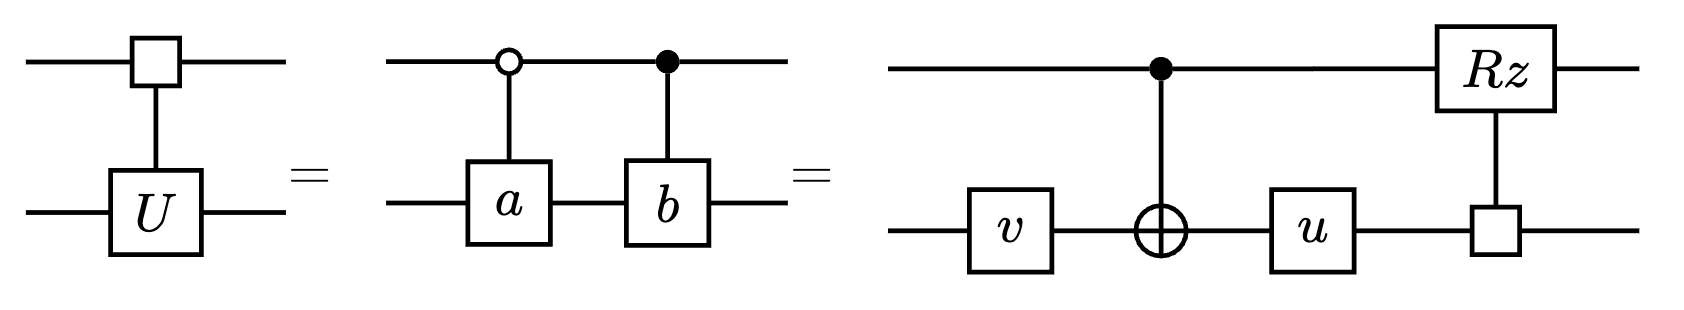 U = a b = v u Rz